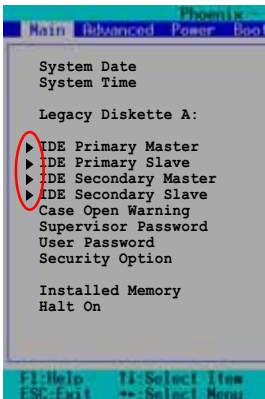 Phoenix -
Main Advanced Power Boot
System Date
System Time
Legacy Diskette A:
IDE Primary Master
IDE Primary Slave
IDE Secondary Master
IDE Secondary Slave
Case Open Warning
Supervisor Password
User Password
Security Option
Installed Memory
Halt On
F1:Help ↑↓:Select Item
ESC:Exit ↔:Select Menu